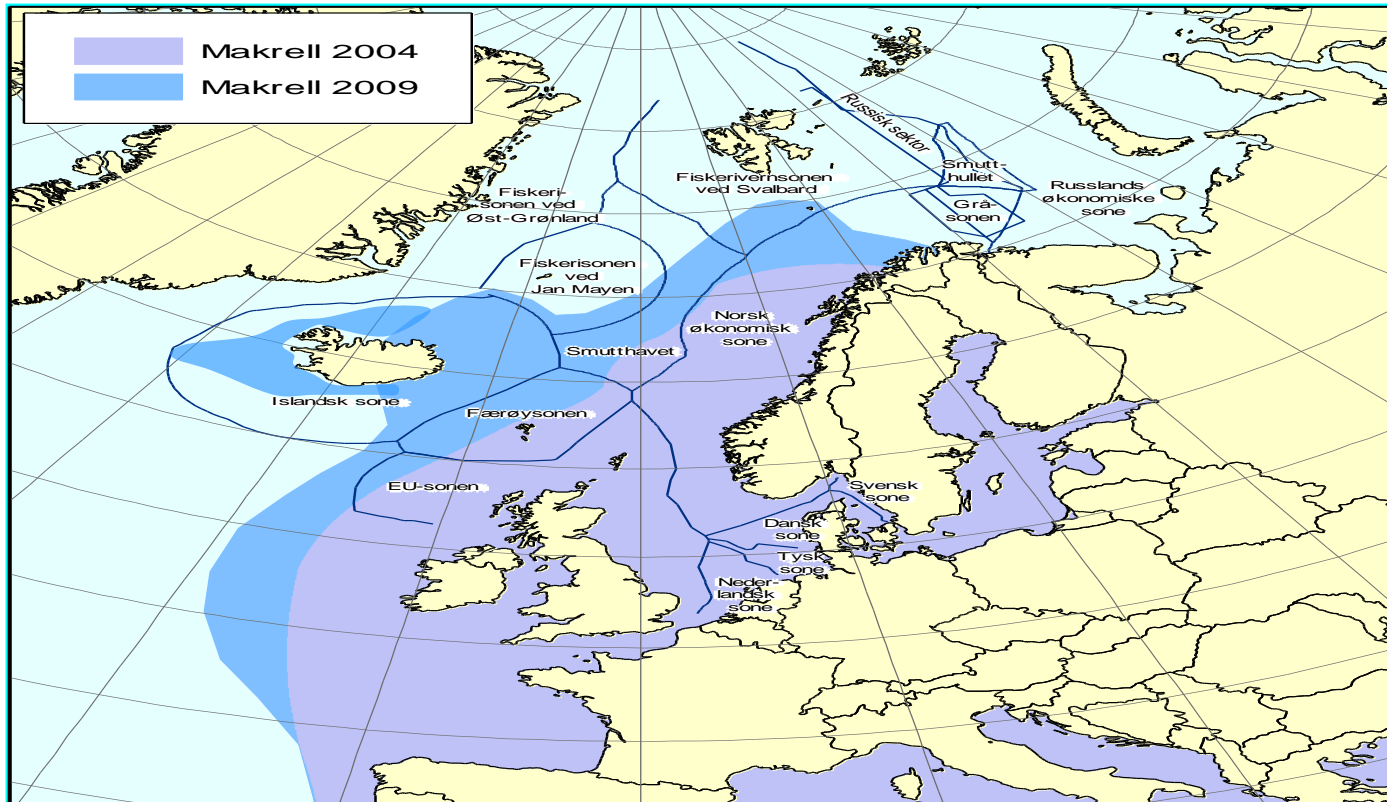 Makrell 2004
Makrell 2009
Russisk sektor
Smutt-
hullet
Fiskerivernsonen
ved Svalbard
Russlands
økonomiske
sone
Fiskeri-
sonen ved
Øst-Grønland
Grå-
sonen
Fiskerisonen
ved
Jan Mayen
Norsk
økonomisk
sone
Smutthavet
Islandsk sone
Færøysonen
EU-sonen
Svensk
sone
Dansk
sone
Tysk
sone
Neder-
landsk
sone